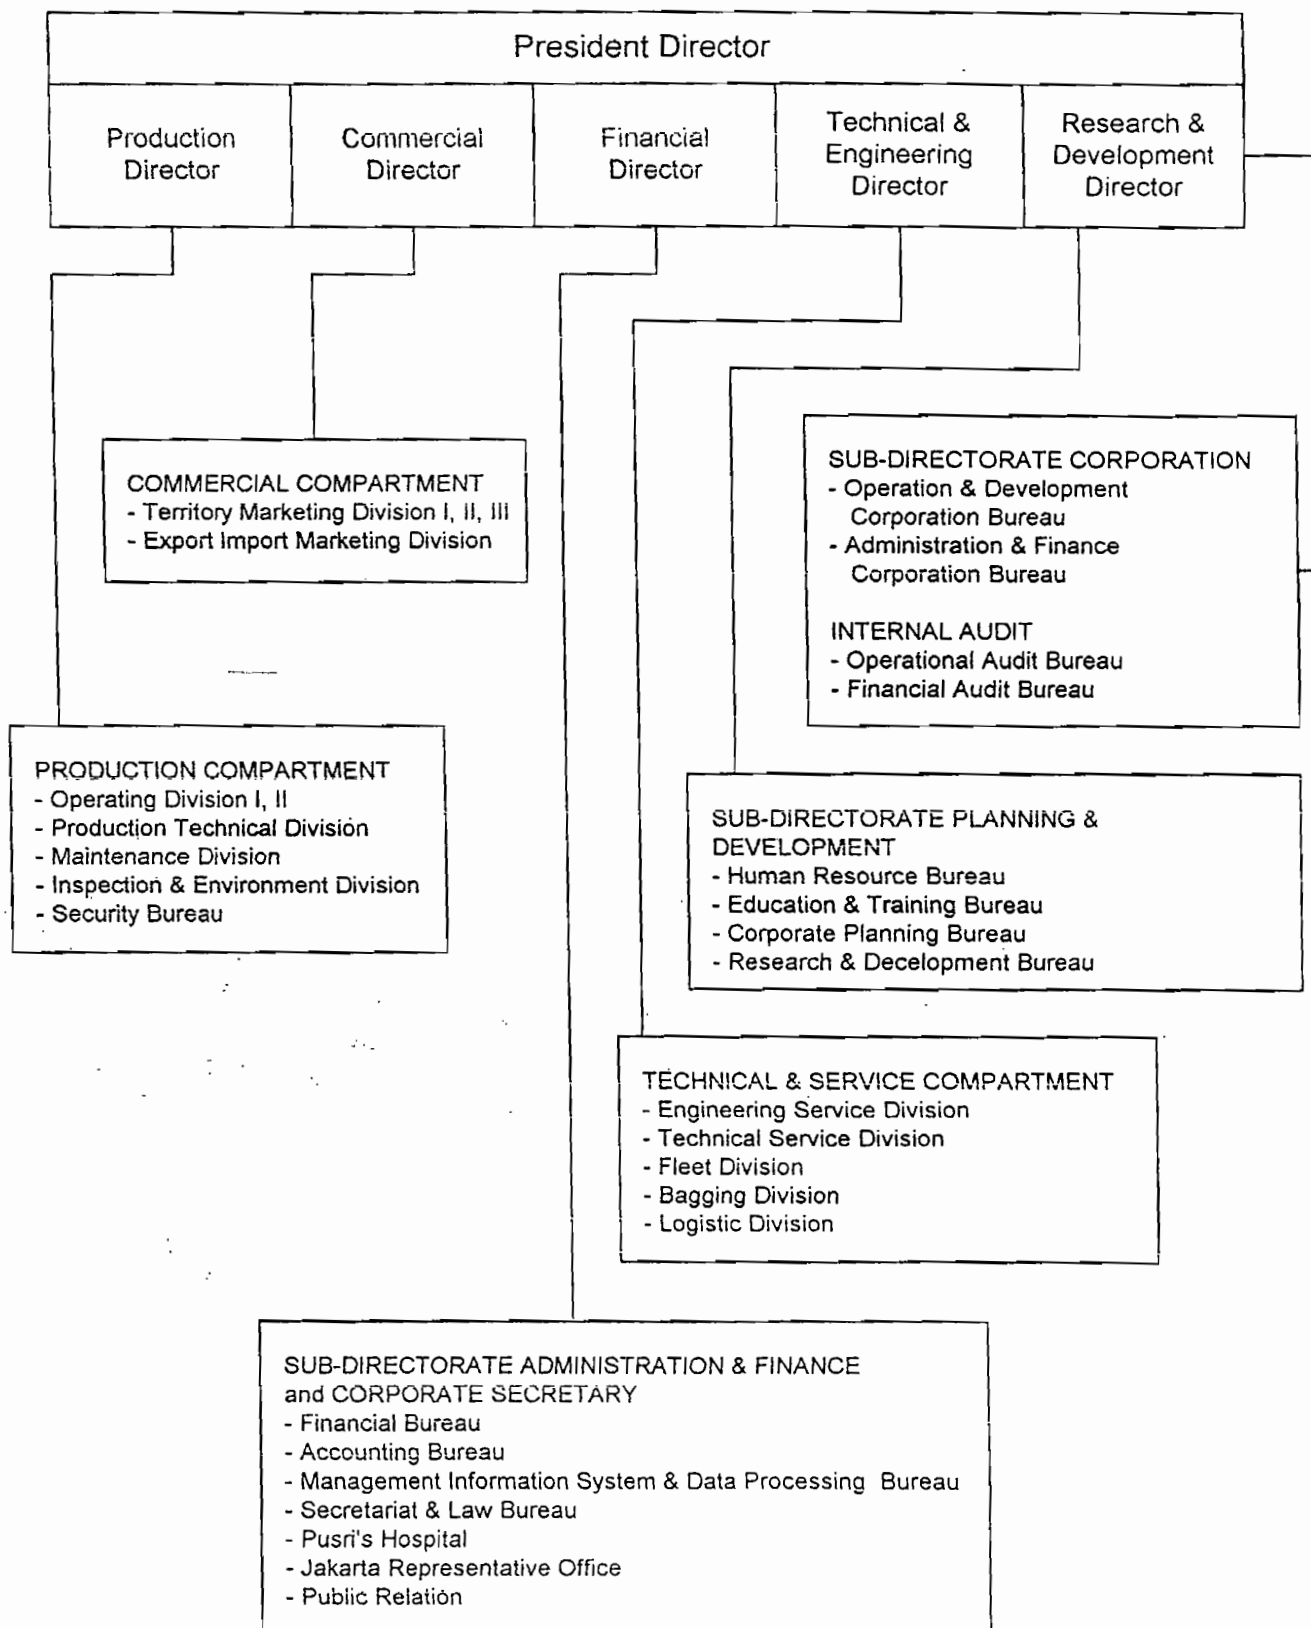 President Director
Production
Director
Commercial
Director
Financial
Director
Technical &
Engineering
Director
Research &
Development
Director
COMMERCIAL COMPARTMENT
- Territory Marketing Division I, II, III
- Export Import Marketing Division
SUB-DIRECTORATE CORPORATION
- Operation & Development
Corporation Bureau
- Administration & Finance
Corporation Bureau
INTERNAL AUDIT
- Operational Audit Bureau
- Financial Audit Bureau
PRODUCTION COMPARTMENT
- Operating Division I, II
- Production Technical Division
- Maintenance Division
- Inspection & Environment Division
- Security Bureau
SUB-DIRECTORATE PLANNING &
DEVELOPMENT
- Human Resource Bureau
- Education & Training Bureau
- Corporate Planning Bureau
- Research & Decelopment Bureau
TECHNICAL & SERVICE COMPARTMENT
- Engineering Service Division
- Technical Service Division
- Fleet Division
- Bagging Division
- Logistic Division
SUB-DIRECTORATE ADMINISTRATION & FINANCE
and CORPORATE SECRETARY
- Financial Bureau
- Accounting Bureau
- Management Information System & Data Processing Bureau
- Secretariat & Law Bureau
- Pusri's Hospital
- Jakarta Representative Office
- Public Relation